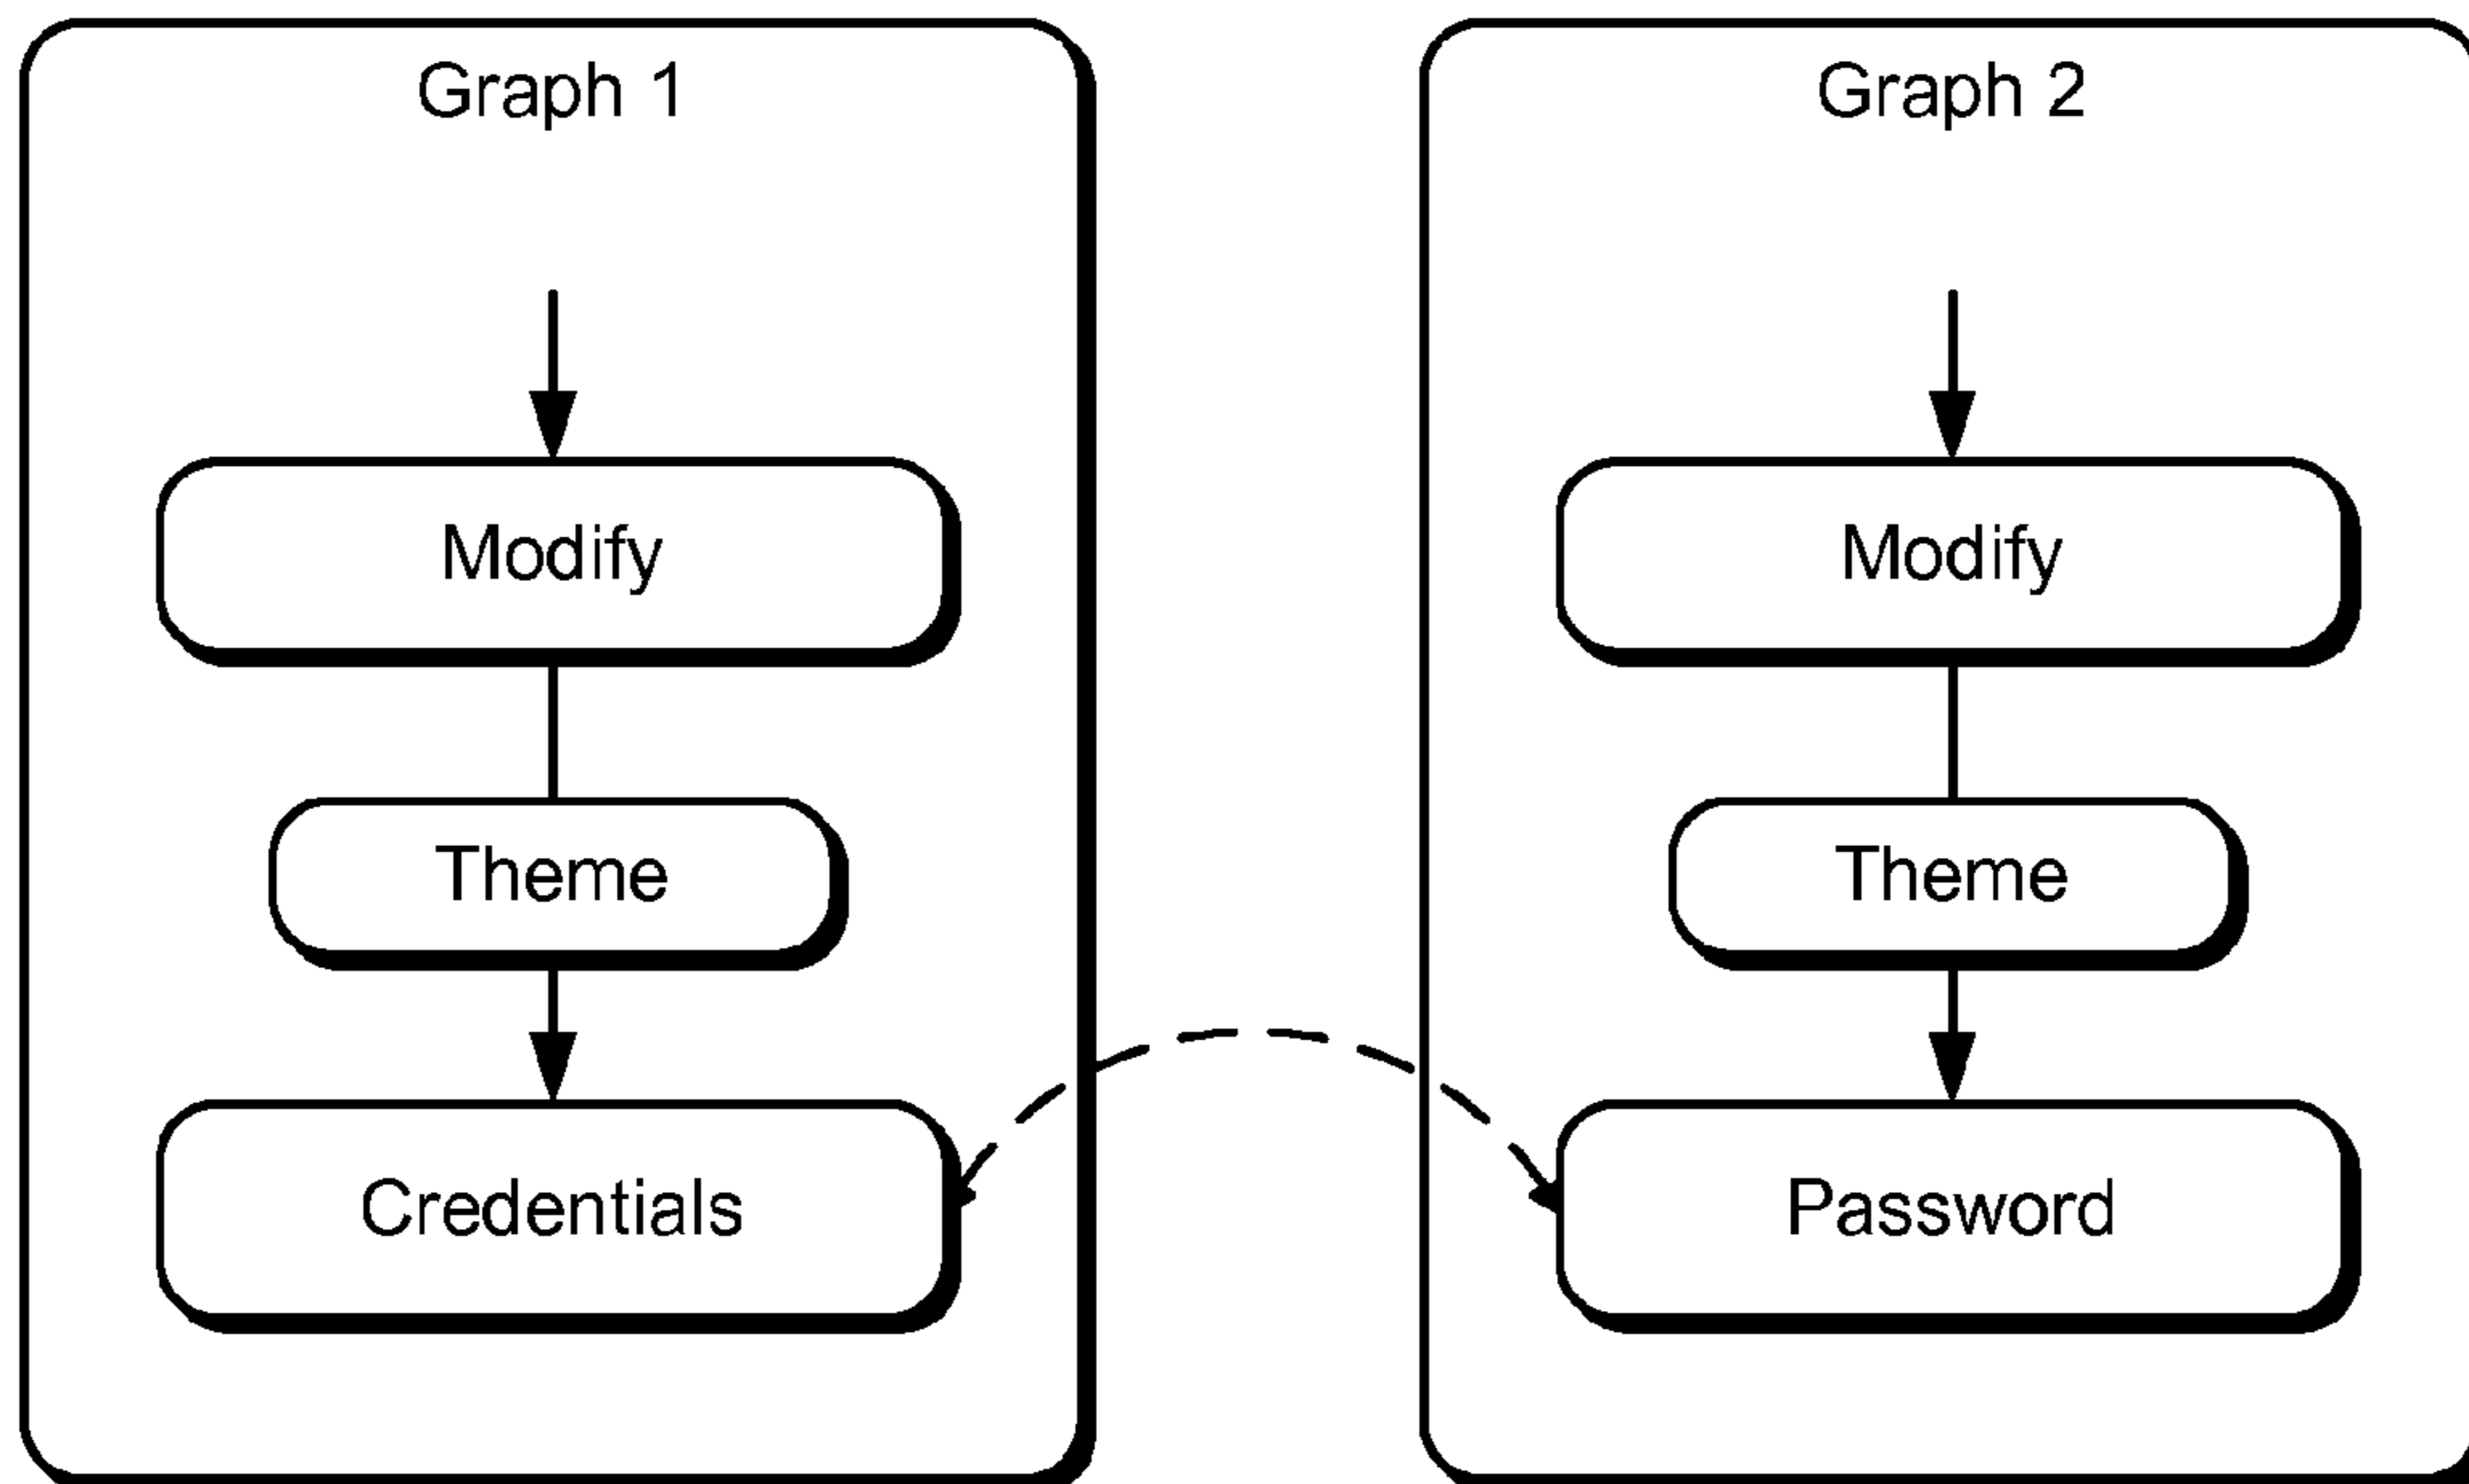 Graph 1
Modify
Theme
Credentials
Graph 2
Modify
Theme
Password